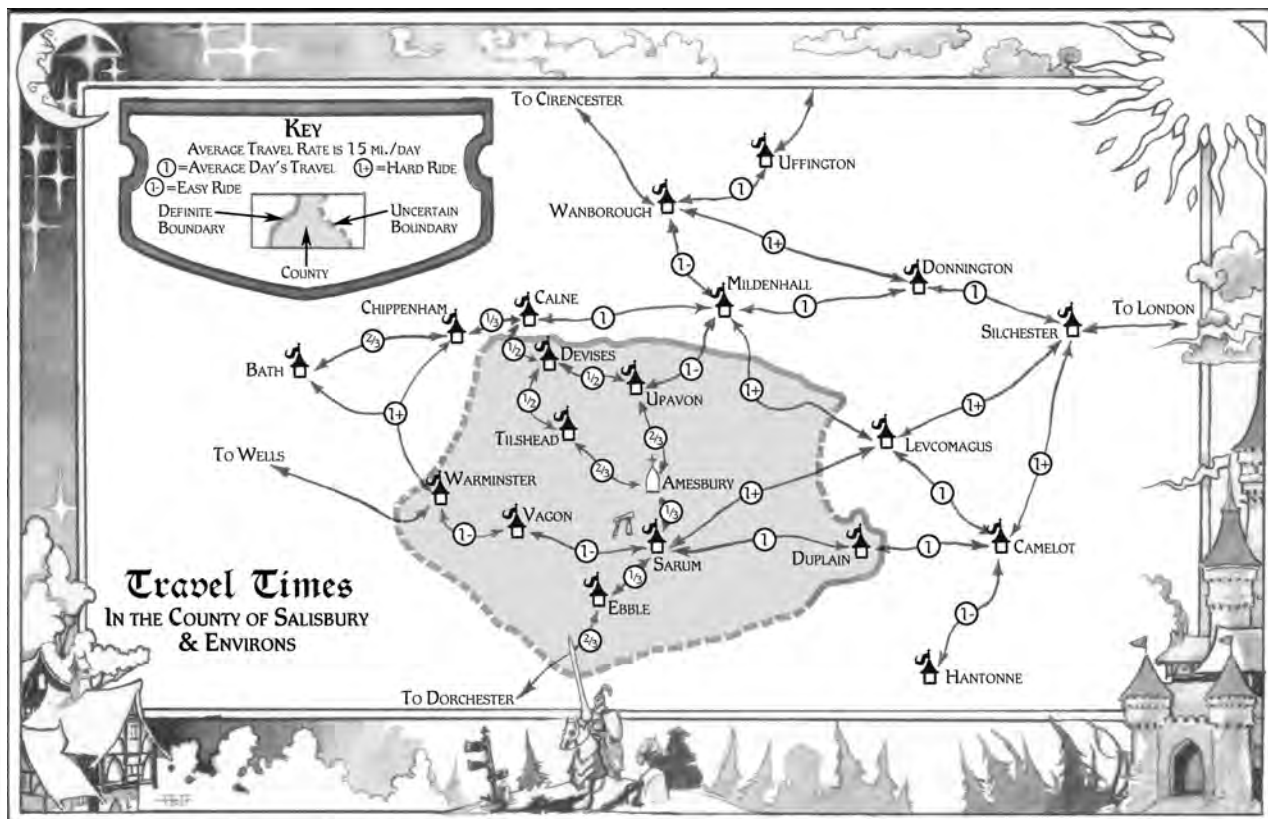 To Cirencester
Key
Average Travel Rate is 15 mi./day
1 =Average Day's Travel 1+ =Hard Ride
1- =Easy Ride
Definite
Boundary
Uncertain
Boundary
County
Uffington
1
Wanborough
1+
1-
Mildenhall
Donnington
1
1
To London
Silchester
Chippenham
Calne
1/3
1
2/3
Bath
1/2
Devises
1/2
Upavon
1-
1+
1+
1/2
1+
Tilshead
2/3
2/3
Levcomagus
1+
To Wells
Warminster
Amesbury
1+
1
1/3
Vagon
1-
1-
Sarum
1
Duplain
1
Camelot
1/3
Ebble
2/3
1-
Hantonne
To Dorchester
Travel Times
In the County of Salisbury
& Environs